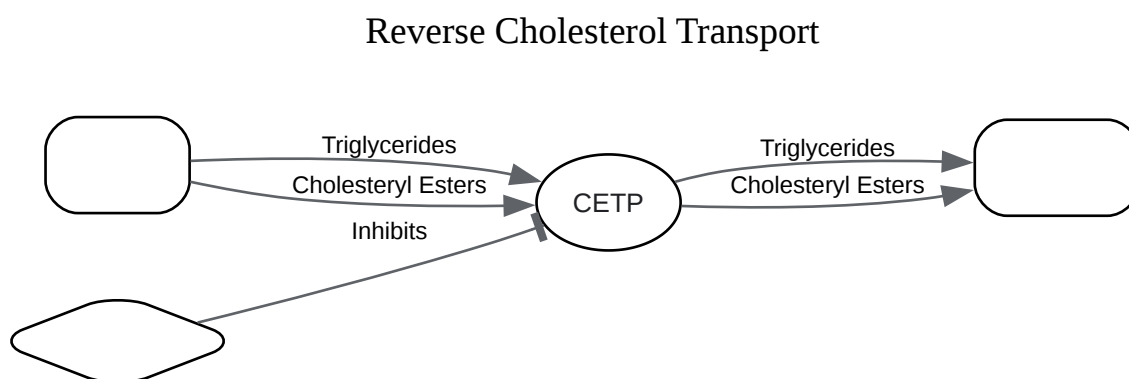 Reverse Cholesterol Transport
Triglycerides
Cholesteryl Esters
Inhibits
CETP
Triglycerides
Cholesteryl Esters